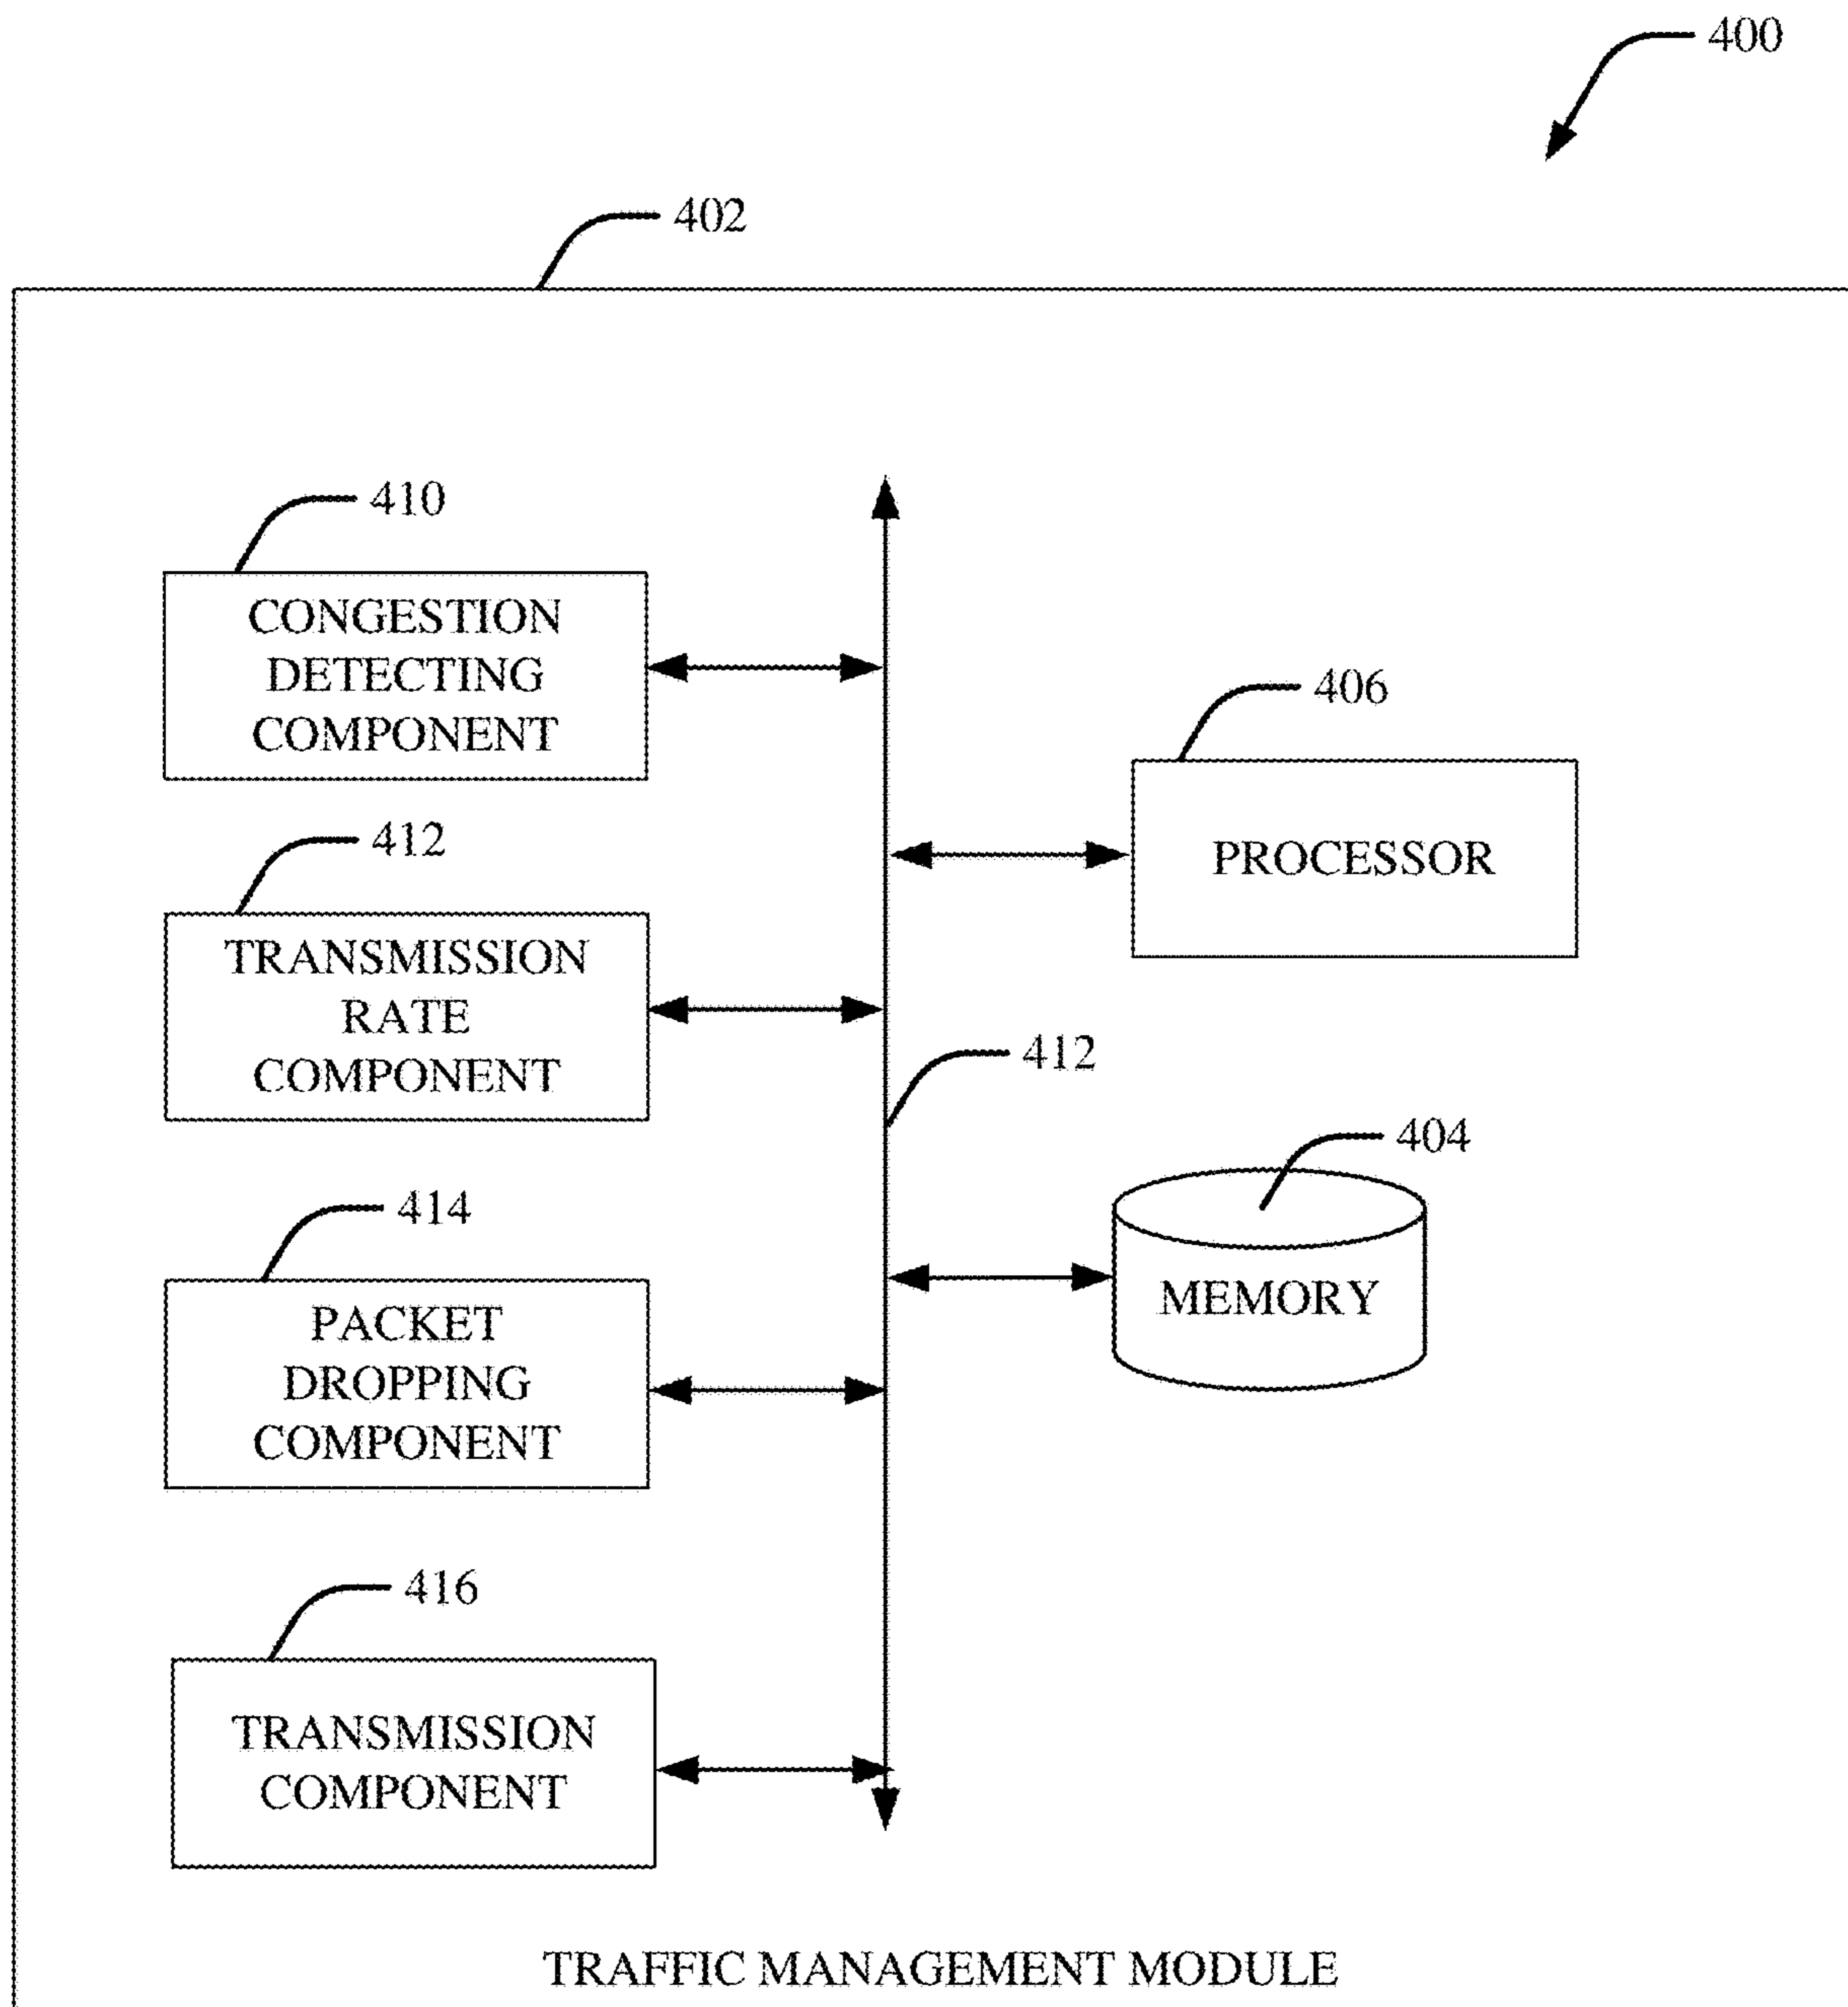 400
402
410
CONGESTION
DETECTING
COMPONENT
406
PROCESSOR
412
TRANSMISSION
RATE
COMPONENT
412
404
MEMORY
414
PACKET
DROPPING
COMPONENT
416
TRANSMISSION
COMPONENT
TRAFFIC MANAGEMENT MODULE